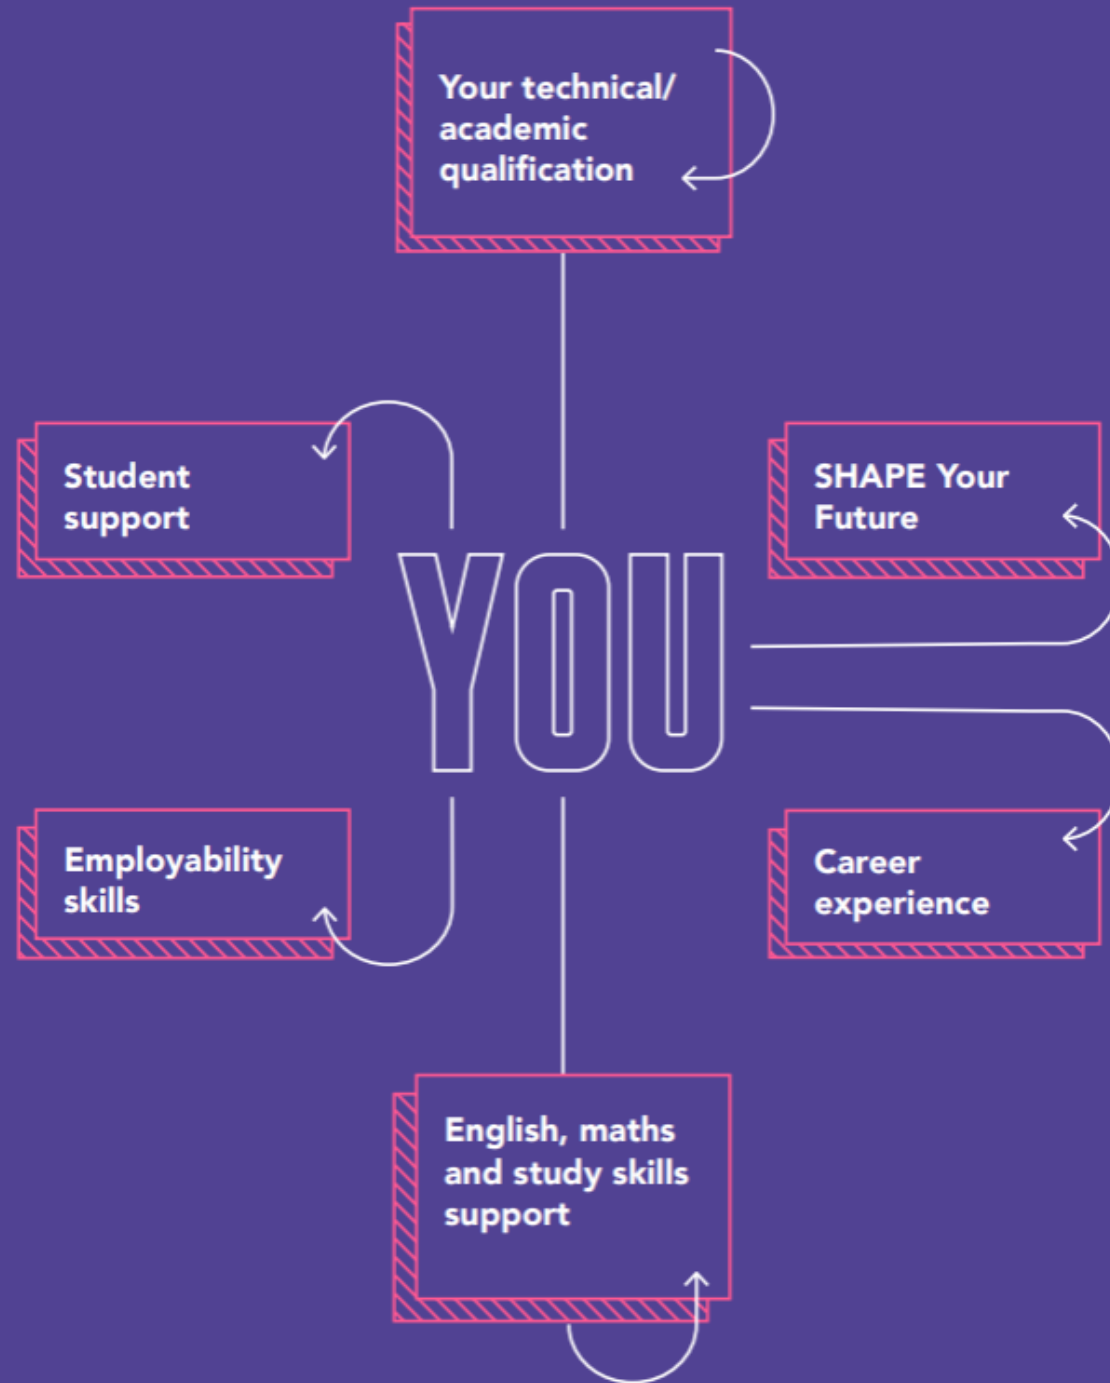 Your technical/
academic
qualification
Student
support
SHAPE Your
Future
YOU
Employability
skills
Career
experience
English, maths
and study skills
support